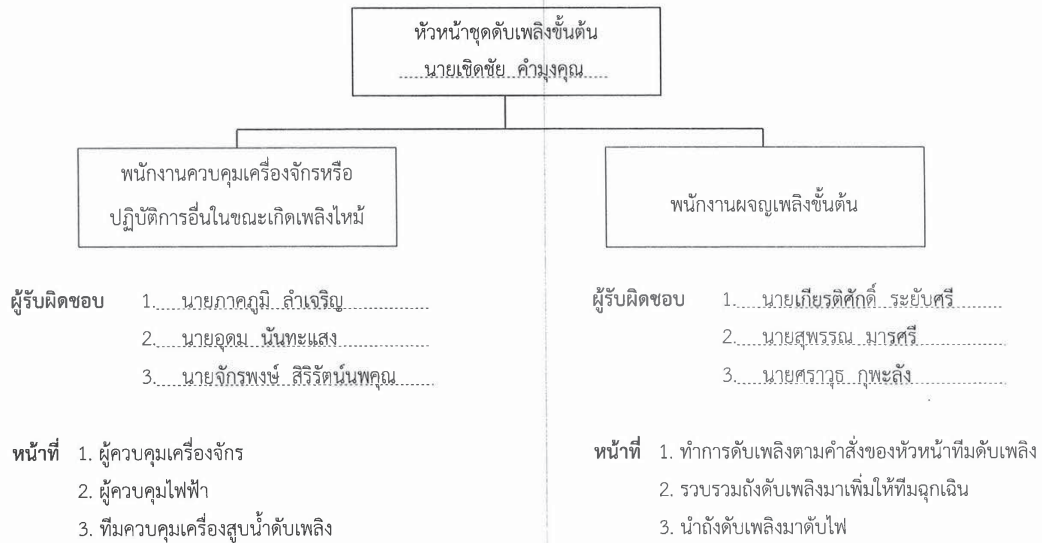 หัวหน้าชุดดับเพลิงขั้นต้น
นายเชิดชัย คำมุงคุณ
พนักงานควบคุมเครื่องจักรหรือ
ปฏิบัติการอื่นในขณะเกิดเพลิงไหม้
พนักงานผจญเพลิงขั้นต้น
ผู้รับผิดชอบ 1. นายภาคภูมิ ลำเจริญ
2. นายอุดม นันทะแสง
3. นายจักรพงษ์ สิริรัตน์นพคุณ
ผู้รับผิดชอบ 1. นายเกียรติศักดิ์ ระยับศรี
2. นายสุพรรณ มารศรี
3. นายศราวุธ กุพะลัง
หน้าที่ 1. ผู้ควบคุมเครื่องจักร
2. ผู้ควบคุมไฟฟ้า
3. ทีมควบคุมเครื่องสูบน้ำดับเพลิง
หน้าที่ 1. ทำการดับเพลิงตามคำสั่งของหัวหน้าทีมดับเพลิง
2. รวบรวมถังดับเพลิงมาเพิ่มให้ทีมฉุกเฉิน
3. นำถังดับเพลิงมาดับไฟ